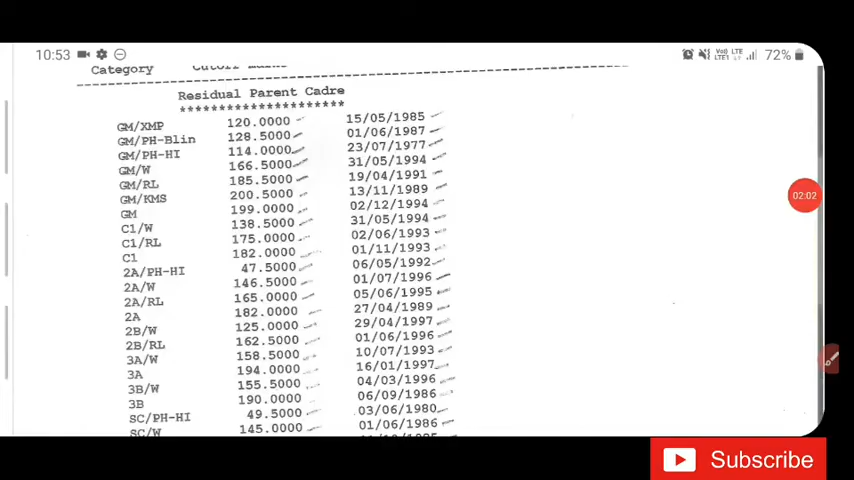 10:53 Voo LTE LTE1 72%
Category Cutoff
Residual Parent Cadre
*********************
GM/XMP 120.0000 15/05/1985
GM/PH-Blin 128.5000 01/06/1987
GM/PH-HI 114.0000 23/07/1977
GM/W 166.5000 31/05/1994
GM/RL 185.5000 19/04/1991
GM/KMS 200.5000 13/11/1989
GM 199.0000 02/12/1994
C1/W 138.5000 31/05/1994
C1/RL 175.0000 02/06/1993
C1 182.0000 01/11/1993
2A/PH-HI 47.5000 06/05/1992
2A/W 146.5000 01/07/1996
2A/RL 165.0000 05/06/1995
2A 182.0000 27/04/1989
2B/W 125.0000 29/04/1997
2B/RL 162.5000 01/06/1996
3A/W 158.5000 10/07/1993
3A 194.0000 16/01/1997
3B/W 155.5000 04/03/1996
3B 190.0000 06/09/1986
SC/PH-HI 49.5000 03/06/1980
SC/W 145.0000 01/06/1986
02:02
Subscribe